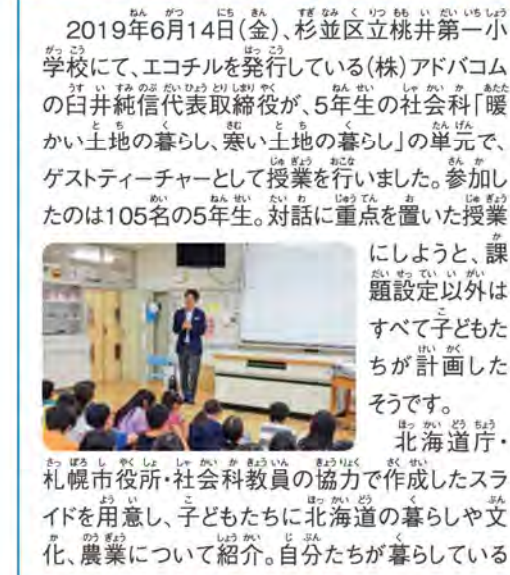 2019年6月14日(金)、杉並区立桃井第一小
学校にて、エコチルを発行している(株)アドバコム
の臼井純信代表取締役が、5年生の社会科「暖
かい土地の暮らし、寒い土地の暮らし」の単元で、
ゲストティーチャーとして授業を行いました。参加し
たのは105名の5年生。対話に重点を置いた授業
にしようと、課
題設定以外は
すべて子どもた
ちが計画した
そうです。
北海道庁・
札幌市役所・社会科教員の協力で作成したスラ
イドを用意し、子どもたちに北海道の暮らしや文
化、農業について紹介。自分たちが暮らしている